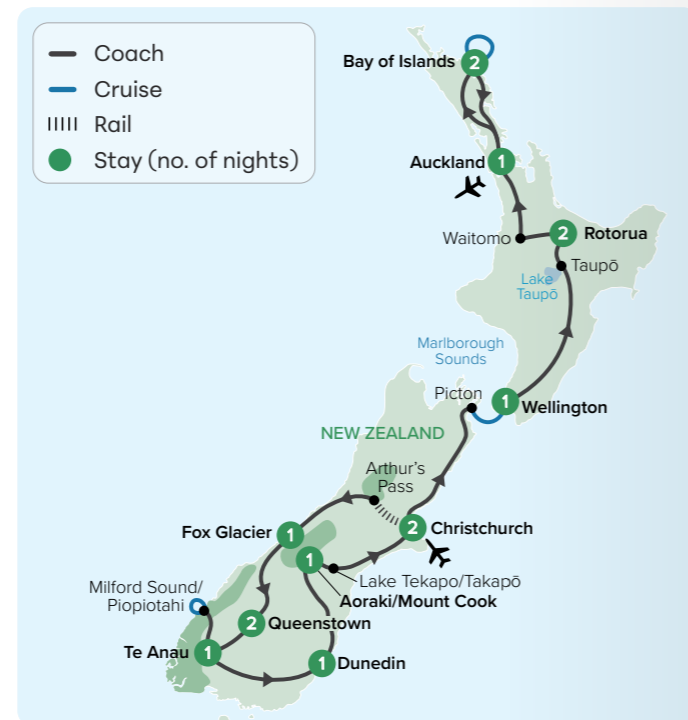 Coach
Cruise
Rail
Stay (no. of nights)
Bay of Islands
2
Auckland
1
Waitomo
2
Rotorua
Taupō
Lake
Taupō
Marlborough
Sounds
Picton
1
Wellington
NEW ZEALAND
Arthur's
Pass
Fox Glacier
1
2
Christchurch
1
Lake Tekapo/Takapō
Aoraki/Mount Cook
Milford Sound/
Piopiotahi
2
Queenstown
Te Anau
1
1
Dunedin